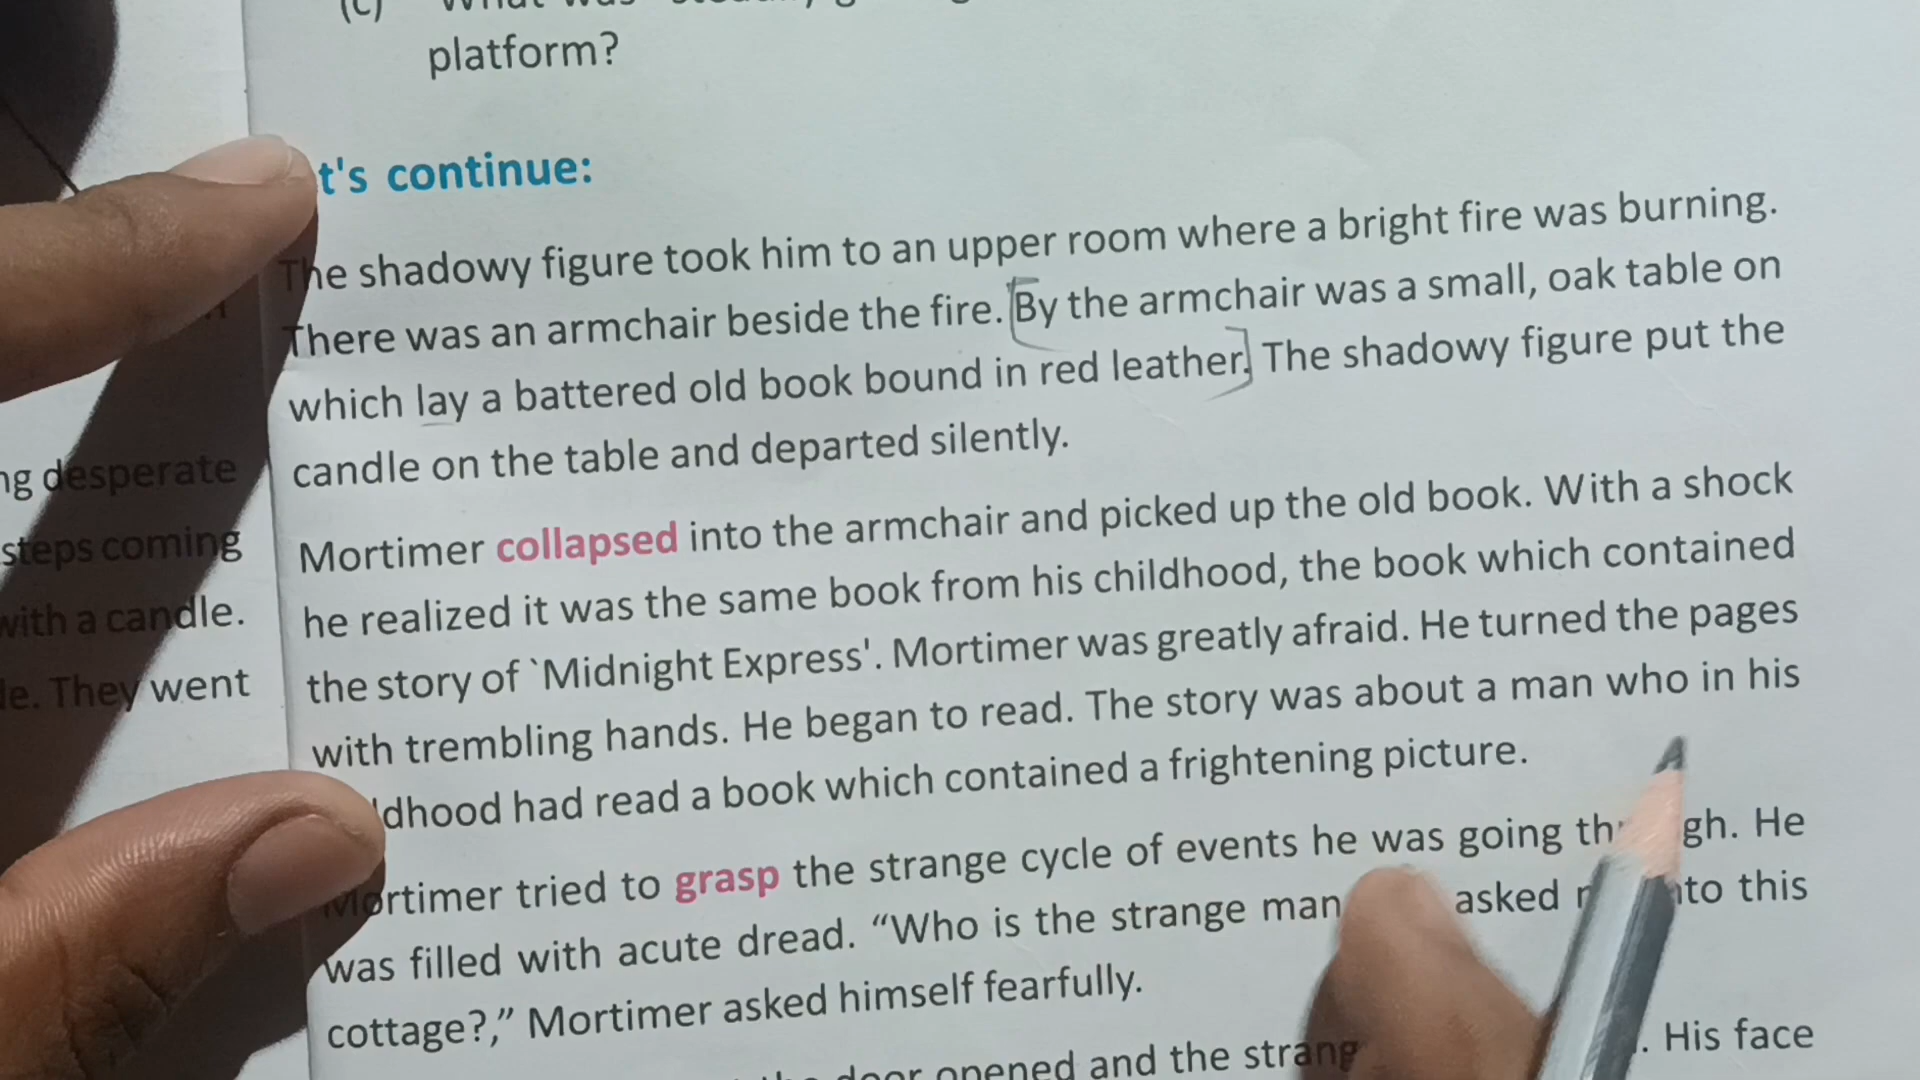 (c)
platform?
t's continue:
The shadowy figure took him to an upper room where a bright fire was burning.
There was an armchair beside the fire. By the armchair was a small, oak table on
which lay a battered old book bound in red leather. The shadowy figure put the
candle on the table and departed silently.
Mortimer collapsed into the armchair and picked up the old book. With a shock
he realized it was the same book from his childhood, the book which contained
the story of `Midnight Express'. Mortimer was greatly afraid. He turned the pages
with trembling hands. He began to read. The story was about a man who in his
ldhood had read a book which contained a frightening picture.
Mortimer tried to grasp the strange cycle of events he was going gh. He
was filled with acute dread. “Who is the strange man asked to this
cottage?,” Mortimer asked himself fearfully.
door opened and the strang . His face
ng desperate
steps coming
with a candle.
le. They went